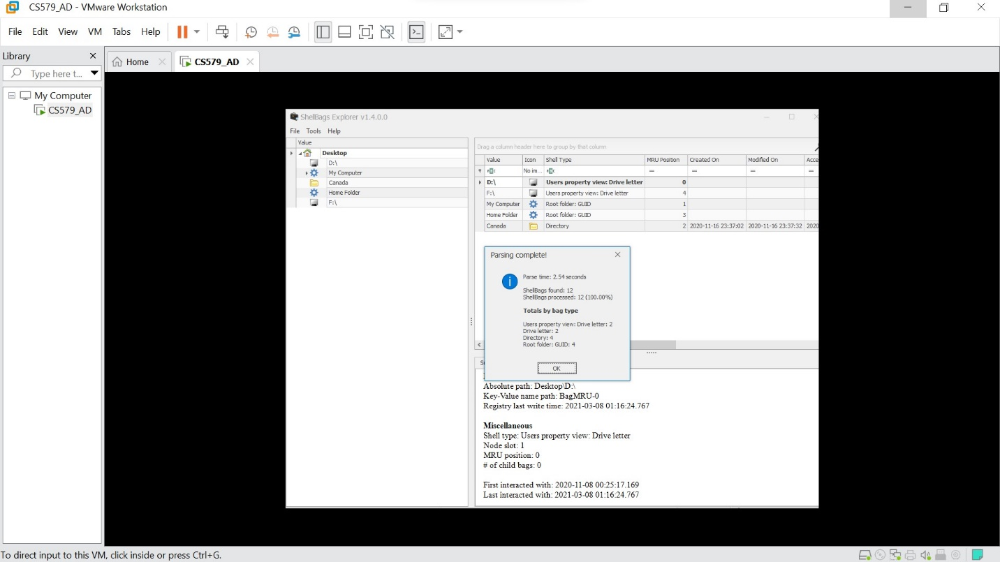 CS579_AD - VMware Workstation
File Edit View VM Tabs Help
Library
Home
CS579_AD
Type here t...
My Computer
CS579_AD
ShellBags Explorer v1.4.0.0
File Tools Help
Value
Desktop
D:\
My Computer
Canada
Home Folder
F:\
Drag a column header here to group by that column
Value Icon Shell Type MRU Position Created On Modified On Acce
No im...
D:\ Users property view: Drive letter 0
F:\ Users property view: Drive letter 4
My Computer Root folder: GUID 1
Home Folder Root folder: GUID 3
Canada Directory 2 2020-11-16 23:37:02 2020-11-16 23:37:32 2020
Parsing complete!
Parse time: 2.54 seconds
ShellBags found: 12
ShellBags processed: 12 (100.00%)
Totals by bag type
Users property view: Drive letter: 2
Drive letter: 2
Directory: 4
Root folder: GUID: 4
OK
Absolute path: Desktop\D:\
Key-Value name path: BagMRU-0
Registry last write time: 2021-03-08 01:16:24.767
Miscellaneous
Shell type: Users property view: Drive letter
Node slot: 1
MRU position: 0
# of child bags: 0
First interacted with: 2020-11-08 00:25:17.169
Last interacted with: 2021-03-08 01:16:24.767
To direct input to this VM, click inside or press Ctrl+G.